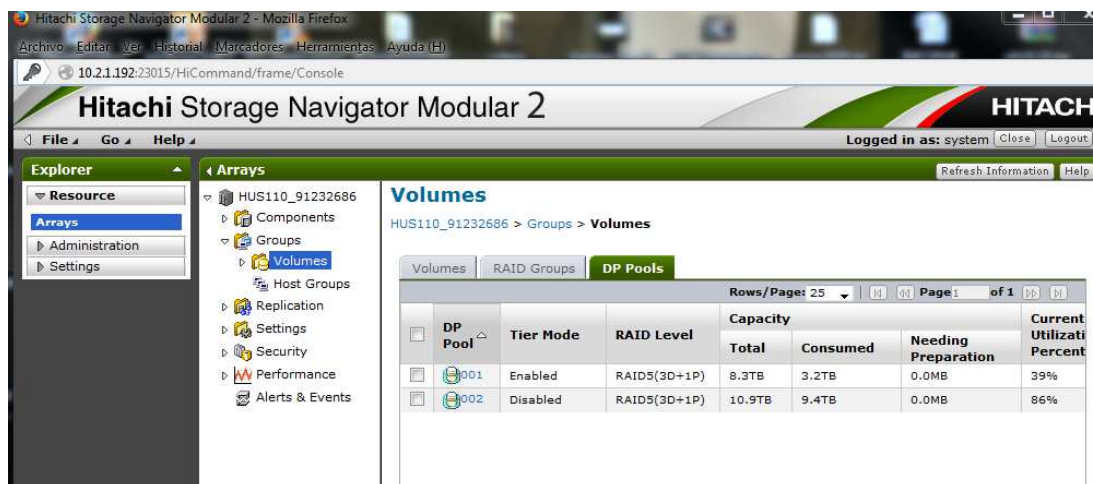 Hitachi Storage Navigator Modular 2 - Mozilla Firefox
Archivo Editar Ver Historial Marcadores Herramientas Ayuda (H)
10.2.1.192:23015/HiCommand/frame/Console
Hitachi Storage Navigator Modular 2
HITACH
File Go Help
Logged in as: system Close Logout
Explorer
Arrays
Refresh Information Help
Resource
Arrays
Administration
Settings
HUS110_91232686
Components
Groups
Volumes
Host Groups
Replication
Settings
Security
Performance
Alerts & Events
Volumes
HUS110_91232686 > Groups > Volumes
Volumes RAID Groups DP Pools
Rows/Page: 25 Page 1 of 1
DP Pool Tier Mode RAID Level Capacity Current Utilizati Percent
Total Consumed Needing Preparation
001 Enabled RAID5(3D+1P) 8.3TB 3.2TB 0.0MB 39%
002 Disabled RAID5(3D+1P) 10.9TB 9.4TB 0.0MB 86%